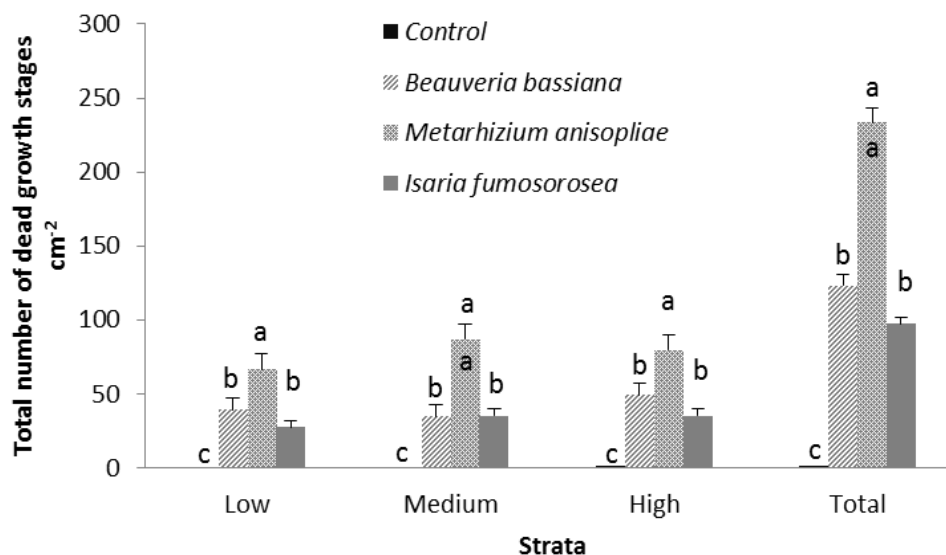 Total number of dead growth stages
cm-2
300
250
200
150
100
50
0
Control
Beauveria bassiana
Metarhizium anisopliae
Isaria fumosorosea
c b a b
c b a a b
c b a b
c b a a b
Low Medium High Total
Strata